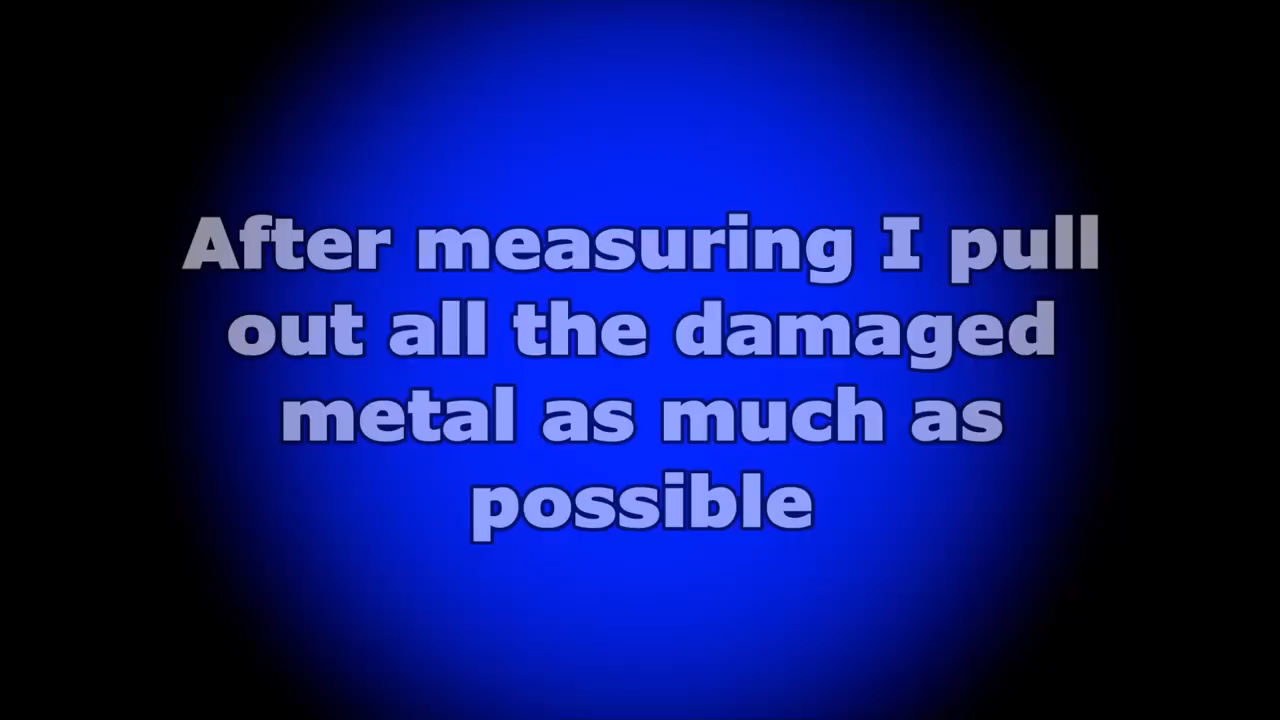 After measuring I pull
out all the damaged
metal as much as
possible